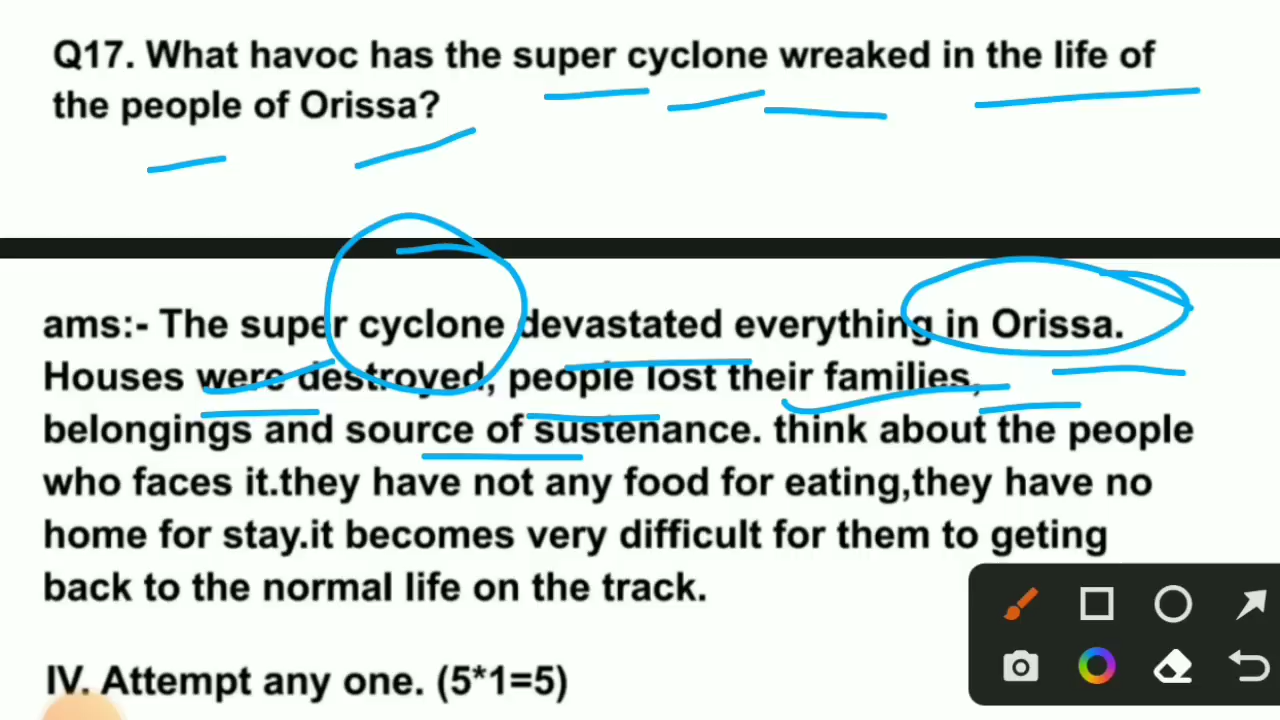 Q17. What havoc has the super cyclone wreaked in the life of
the people of Orissa?
ams:- The super cyclone devastated everything in Orissa.
Houses were destroyed, people lost their families,
belongings and source of sustenance. think about the people
who faces it.they have not any food for eating,they have no
home for stay.it becomes very difficult for them to geting
back to the normal life on the track.
IV. Attempt any one. (5*1=5)